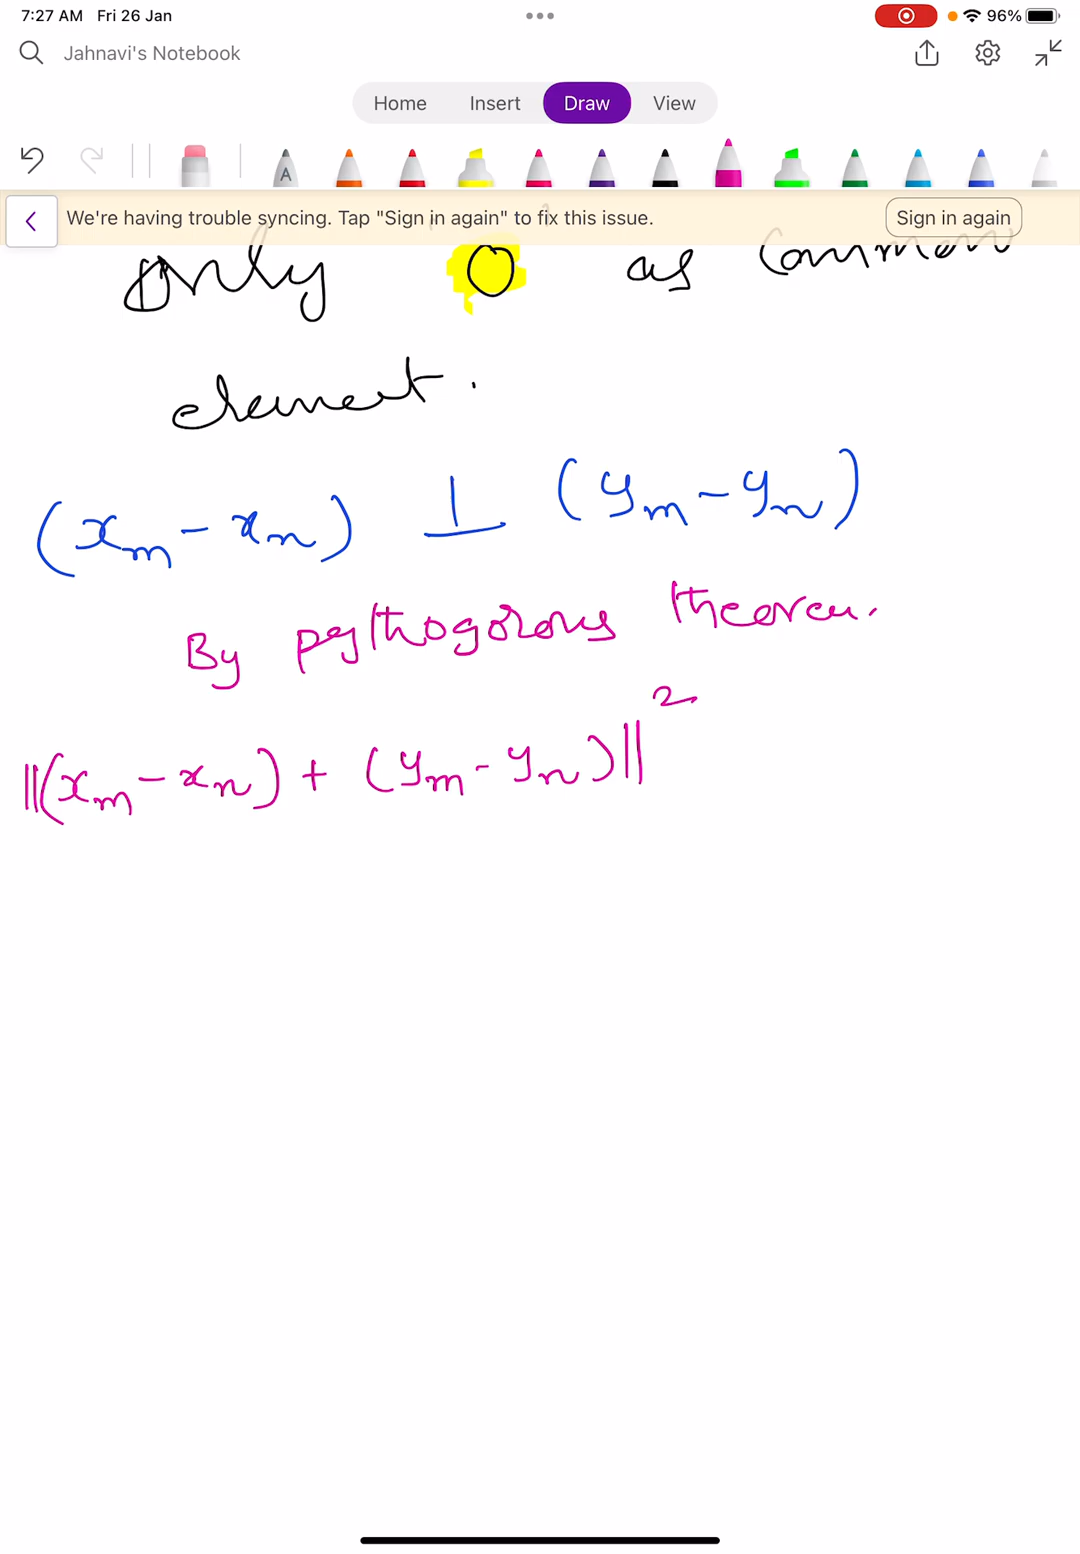 7:27 AM Fri 26 Jan
96%
Jahnavi's Notebook
Home Insert Draw View
A
We're having trouble syncing. Tap "Sign in again" to fix this issue. Sign in again
only 0 as common
element.
(xₘ - xₙ) ⊥ (yₘ - yₙ)
By pythogorous theorem.
||(xₘ - xₙ) + (yₘ - yₙ)||²